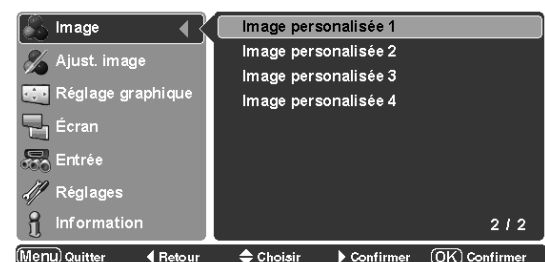 Image
Ajust. image
Réglage graphique
Écran
Entrée
Réglages
Information
Image personalisée 1
Image personalisée 2
Image personalisée 3
Image personalisée 4
2 / 2
Menu Quitter Retour Choisir Confirmer OK Confirmer